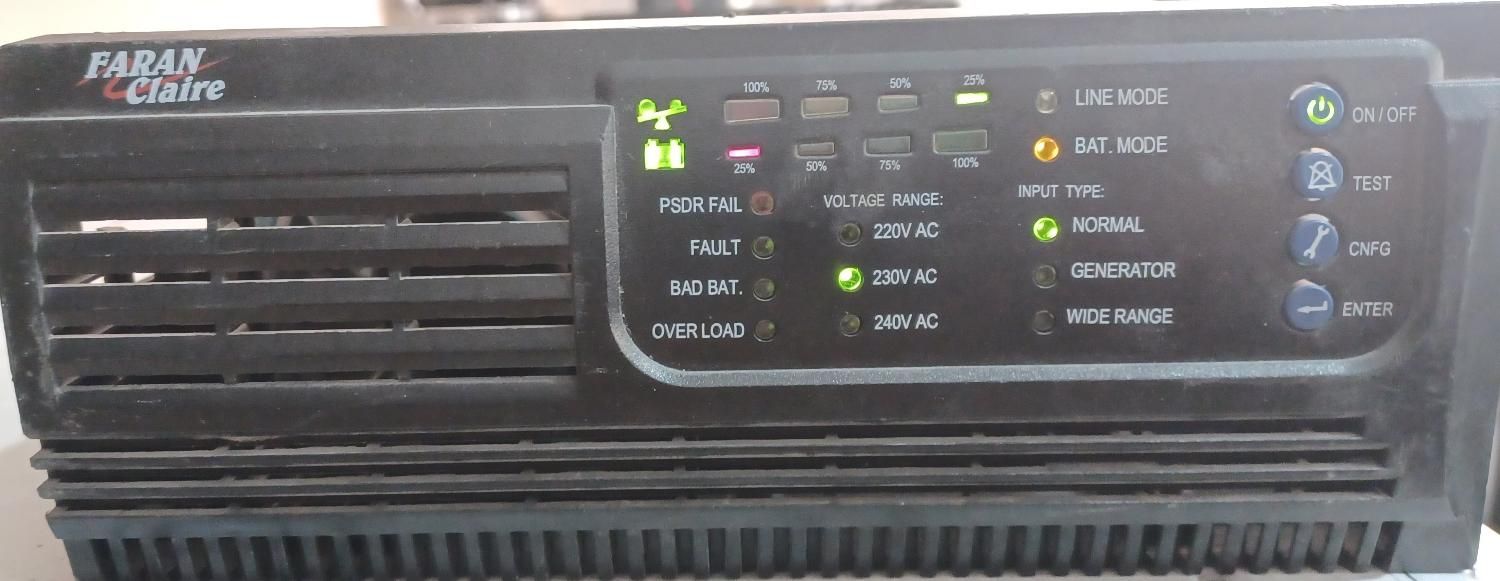 FARAN
Claire
100% 75% 50% 25%
25% 50% 75% 100%
LINE MODE
BAT. MODE
PSDR FAIL
FAULT
BAD BAT.
OVER LOAD
VOLTAGE RANGE:
220V AC
230V AC
240V AC
INPUT TYPE:
NORMAL
GENERATOR
WIDE RANGE
ON / OFF
TEST
CNFG
ENTER